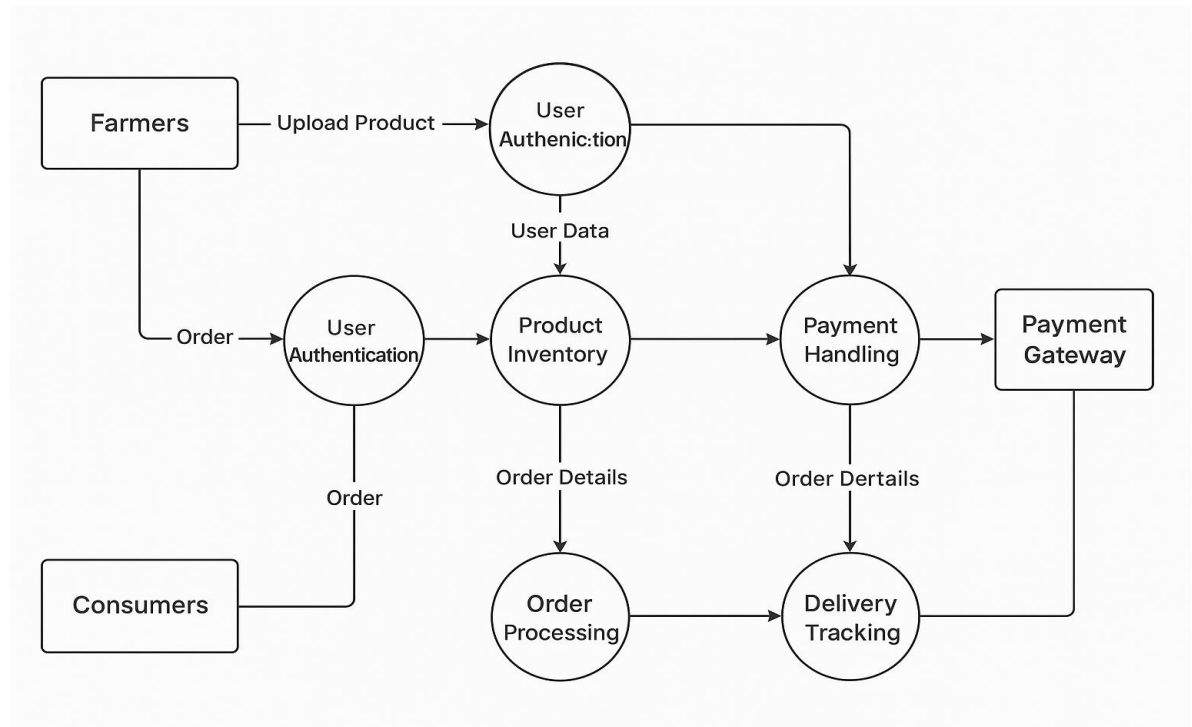 Farmers
Upload Product
User
Authenic:tion
User Data
Order
User
Authentication
Product
Inventory
Payment
Handling
Payment
Gateway
Order Details
Order Dertails
Order
Consumers
Order
Processing
Delivery
Tracking